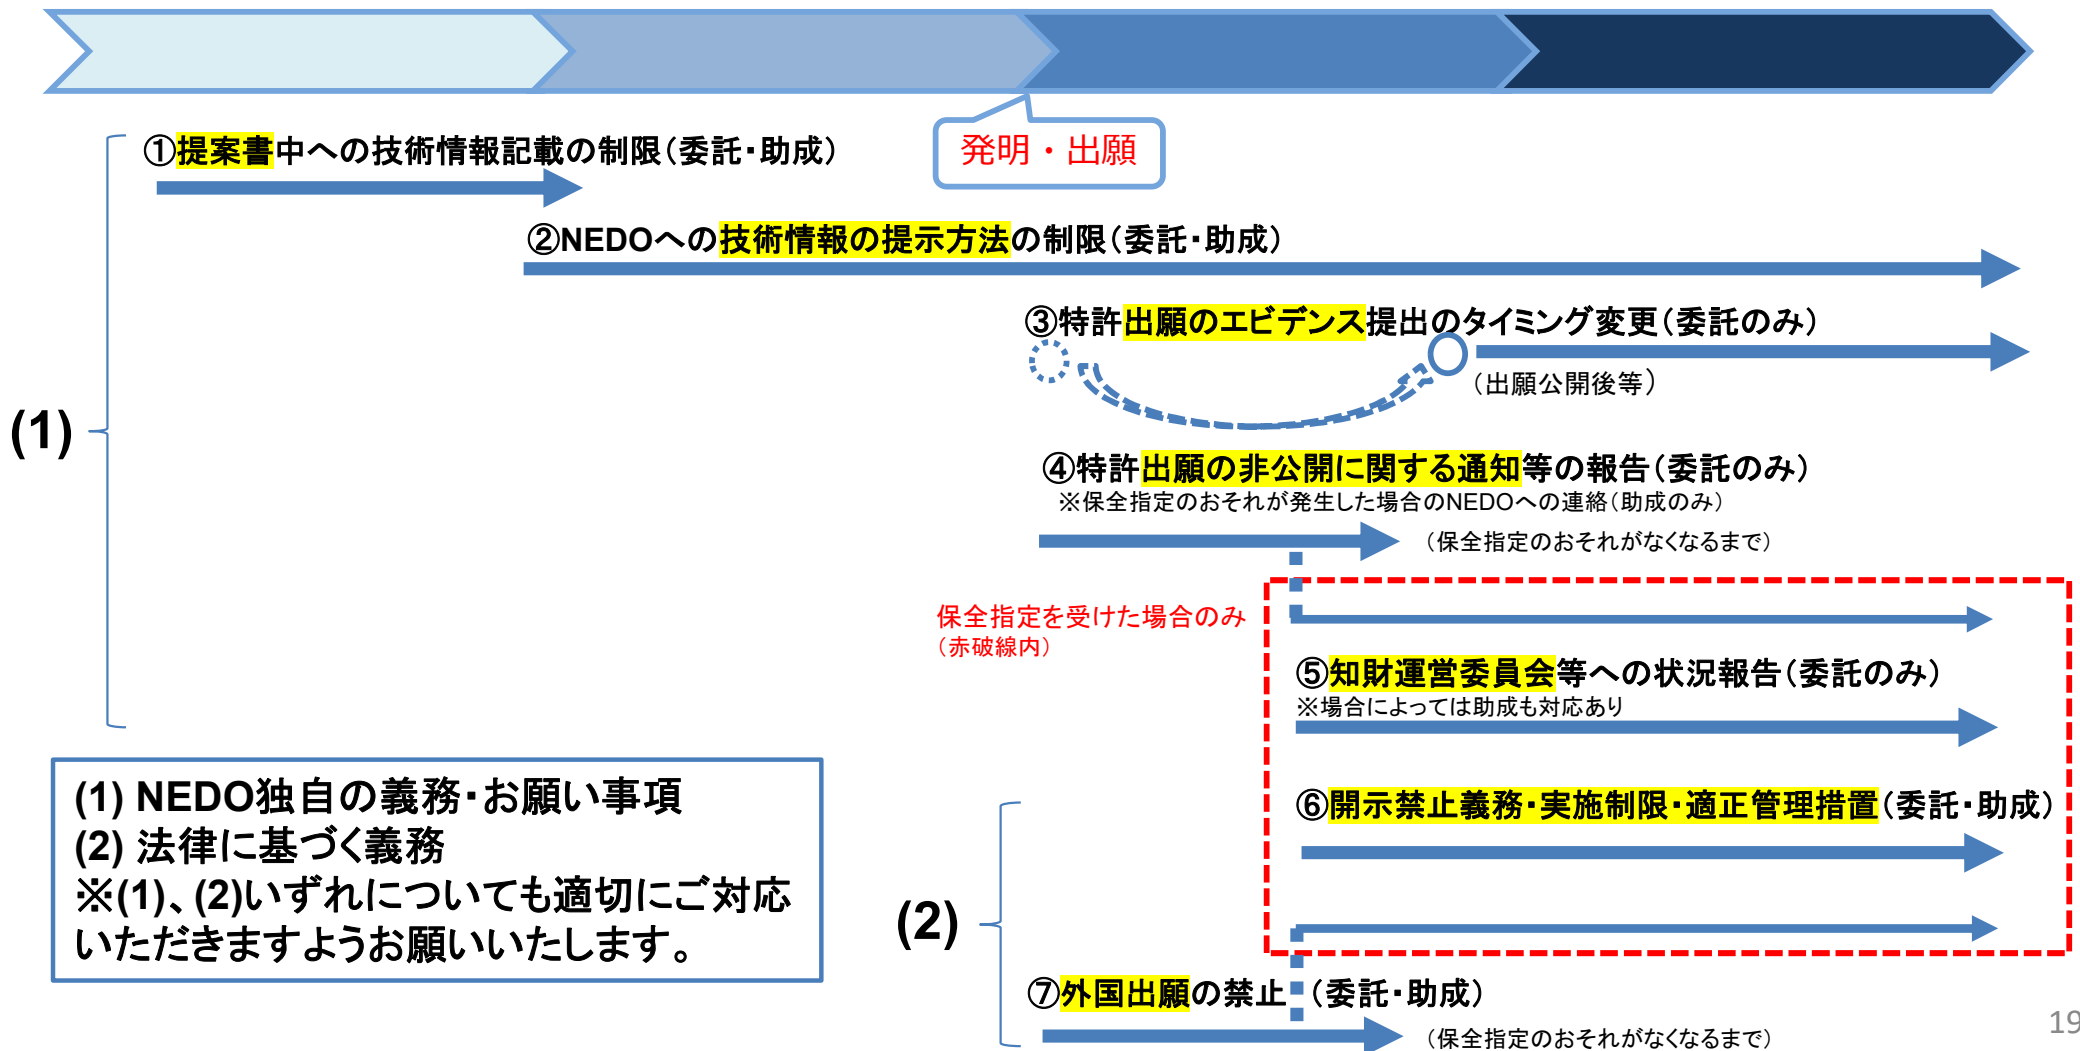 発明・出願
①提案書中への技術情報記載の制限(委託・助成)
②NEDOへの技術情報の提示方法の制限(委託・助成)
③特許出願のエビデンス提出のタイミング変更(委託のみ)
(出願公開後等)
(1)
④特許出願の非公開に関する通知等の報告(委託のみ)
※保全指定のおそれが発生した場合のNEDOへの連絡(助成のみ)
(保全指定のおそれがなくなるまで)
保全指定を受けた場合のみ
(赤破線内)
⑤知財運営委員会等への状況報告(委託のみ)
※場合によっては助成も対応あり
(1) NEDO独自の義務・お願い事項
(2) 法律に基づく義務
※(1)、(2)いずれについても適切にご対応
いただきますようお願いいたします。
⑥開示禁止義務・実施制限・適正管理措置(委託・助成)
(2)
⑦外国出願の禁止 (委託・助成)
(保全指定のおそれがなくなるまで)
19